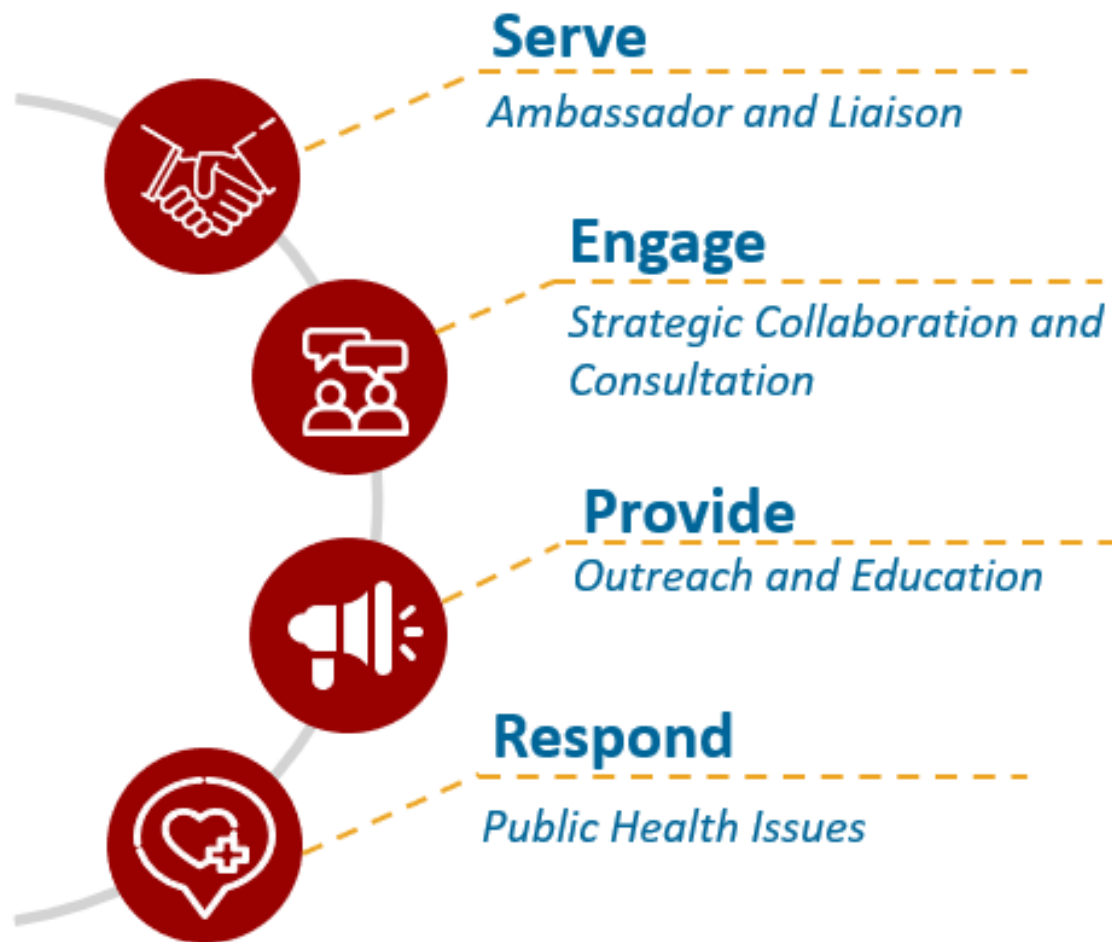 Serve
Ambassador and Liaison
Engage
Strategic Collaboration and
Consultation
Provide
Outreach and Education
Respond
Public Health Issues